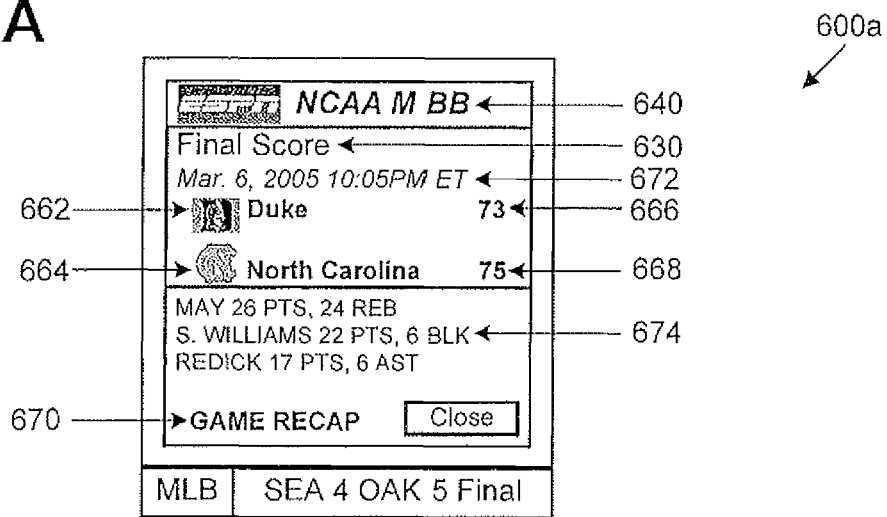 A
600a
ESPN NCAA M BB 640
Final Score 630
Mar. 6, 2005 10:05PM ET 672
662 Duke 73 666
664 North Carolina 75 668
MAY 26 PTS, 24 REB
S. WILLIAMS 22 PTS, 6 BLK 674
REDICK 17 PTS, 6 AST
670 GAME RECAP Close
MLB SEA 4 OAK 5 Final